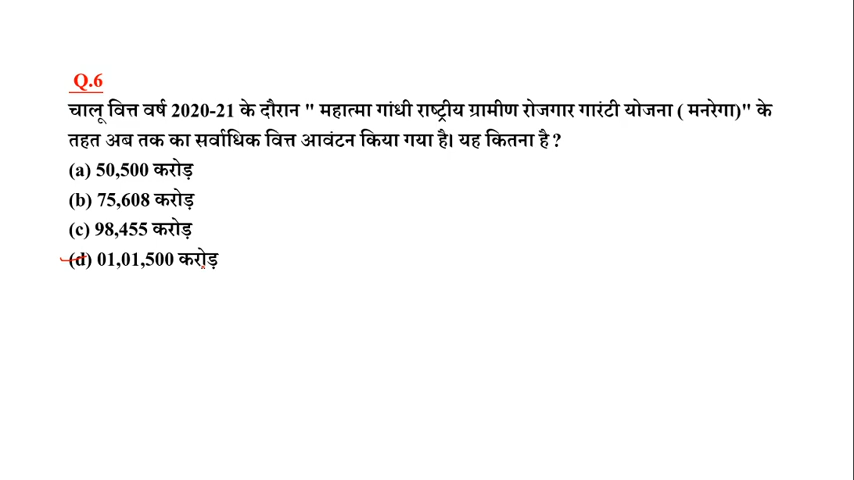 Q.6
चालू वित्त वर्ष 2020-21 के दौरान " महात्मा गांधी राष्ट्रीय ग्रामीण रोजगार गारंटी योजना ( मनरेगा)" के
तहत अब तक का सर्वाधिक वित्त आवंटन किया गया है। यह कितना है ?
(a) 50,500 करोड़
(b) 75,608 करोड़
(c) 98,455 करोड़
(d) 01,01,500 करोड़